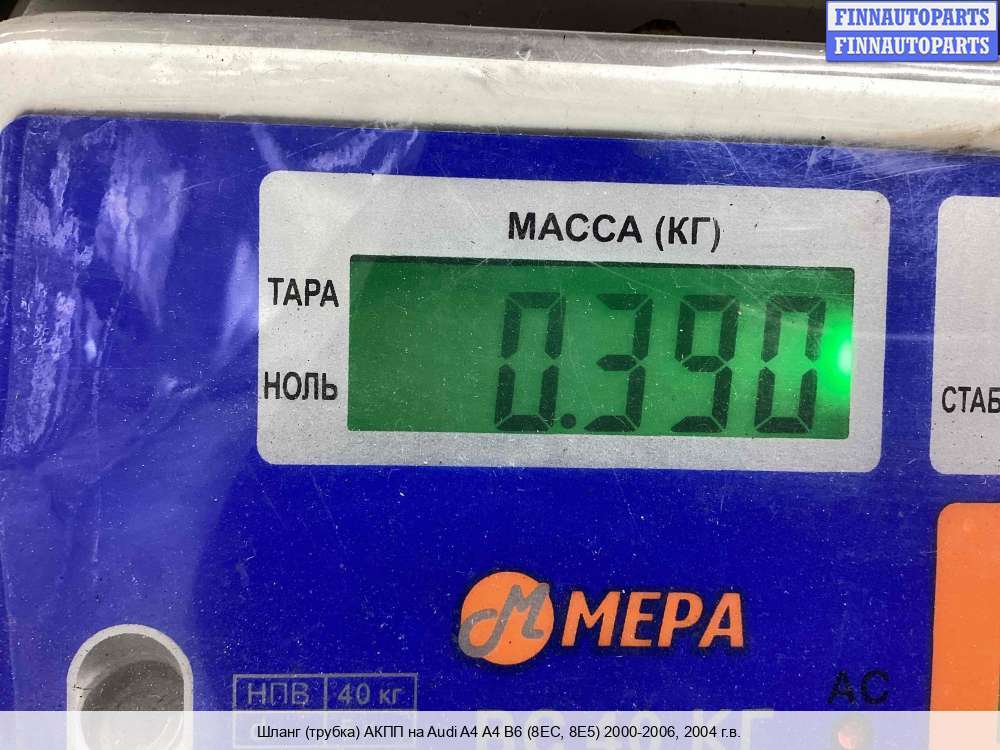 FINNAUTOPARTS
FINNAUTOPARTS
МАССА (КГ)
ТАРА
0.390
НОЛЬ
СТАБ
МЕРА
АС
НПВ 40 кг
Шланг (трубка) АКПП на Audi A4 A4 B6 (8EC, 8E5) 2000-2006, 2004 г.в.